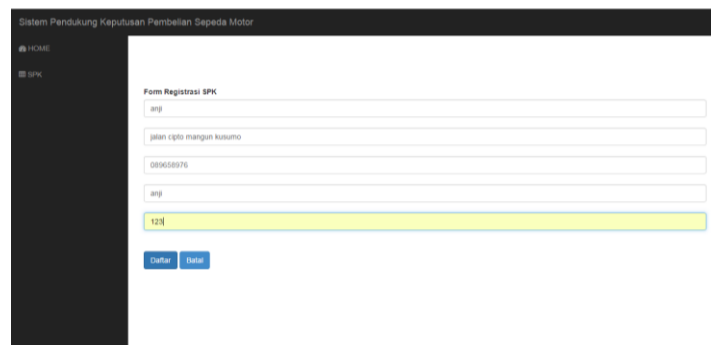 Sistem Pendukung Keputusan Pembelian Sepeda Motor
HOME
SPK
Form Registrasi SPK
anji
jalan cipto mangun kusumo
089658976
anji
123
Daftar Batal